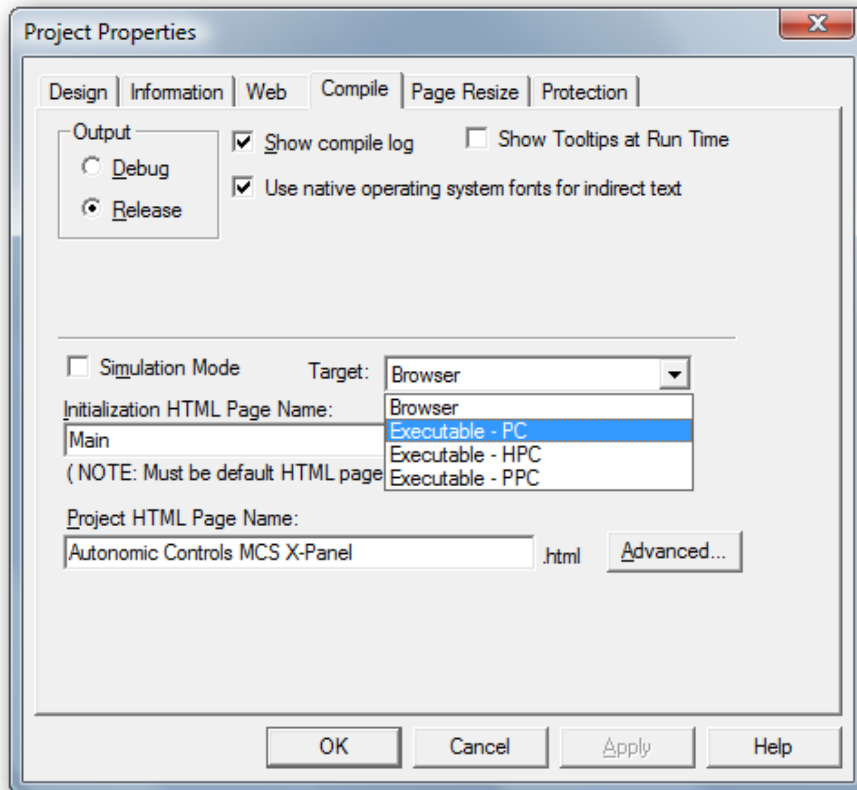 Project Properties
Design Information Web Compile Page Resize Protection
Output
Debug
Release
Show compile log
Show Tooltips at Run Time
Use native operating system fonts for indirect text
Simulation Mode
Target: Browser
Browser
Executable - PC
Executable - HPC
Executable - PPC
Initialization HTML Page Name:
Main
( NOTE: Must be default HTML page
Project HTML Page Name:
Autonomic Controls MCS X-Panel .html Advanced...
OK Cancel Apply Help